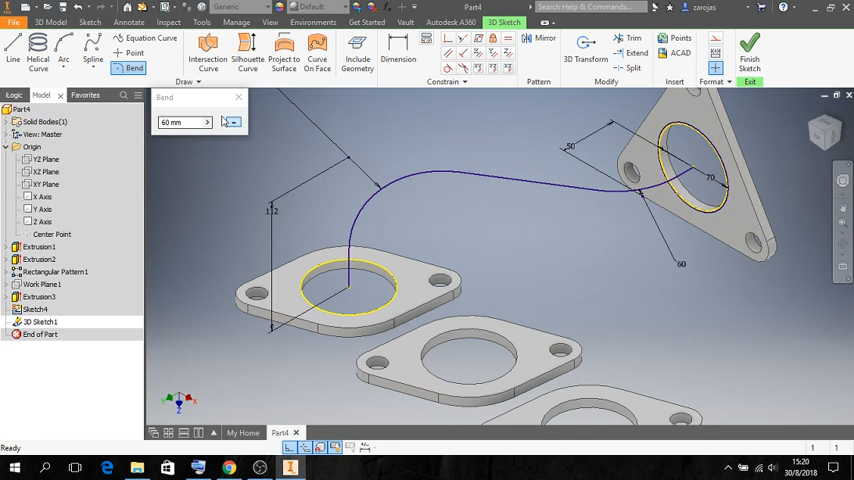 Generic
Default
Part4
Search Help & Commands...
zarojas
File
3D Model
Sketch
Annotate
Inspect
Tools
Manage
View
Environments
Get Started
Vault
Autodesk A360
3D Sketch
Line
Helical Curve
Arc
Spline
Equation Curve
Point
Bend
Intersection Curve
Silhouette Curve
Project to Surface
Curve On Face
Include Geometry
Dimension
Mirror
3D Transform
Trim
Extend
Split
Points
ACAD
Finish Sketch
Draw
Constrain
Pattern
Modify
Insert
Format
Exit
iLogic
Model
Favorites
Bend
60 mm
Part4
Solid Bodies(1)
View: Master
Origin
YZ Plane
XZ Plane
XY Plane
X Axis
Y Axis
Z Axis
Center Point
Extrusion1
Extrusion2
Rectangular Pattern1
Work Plane1
Extrusion3
Sketch4
3D Sketch1
End of Part
50
70
112
60
X
Z
My Home
Part4
Ready
1
1
15:20
30/8/2018